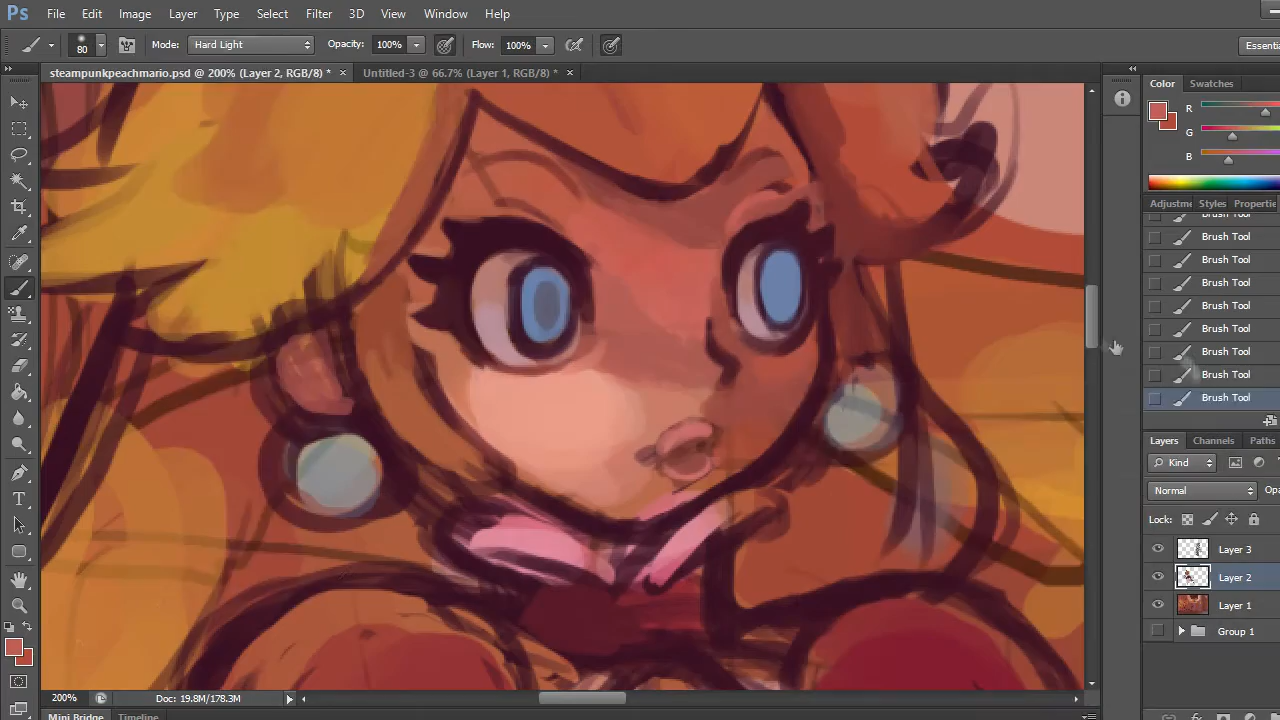 Ps File Edit Image Layer Type Select Filter 3D View Window Help
80 Mode: Hard Light Opacity: 100% Flow: 100% Essenti
steampunkpeachmario.psd @ 200% (Layer 2, RGB/8) * × Untitled-3 @ 66.7% (Layer 1, RGB/8) * ×
Color Swatches
R
G
B
Adjustme Styles Propertie
Brush Tool
Brush Tool
Brush Tool
Brush Tool
Brush Tool
Brush Tool
Brush Tool
Brush Tool
Brush Tool
Layers Channels Paths
Kind
Normal Opa
Lock:
Layer 3
Layer 2
Layer 1
Group 1
200% Doc: 19.8M/178.3M
Mini Bridge Timeline